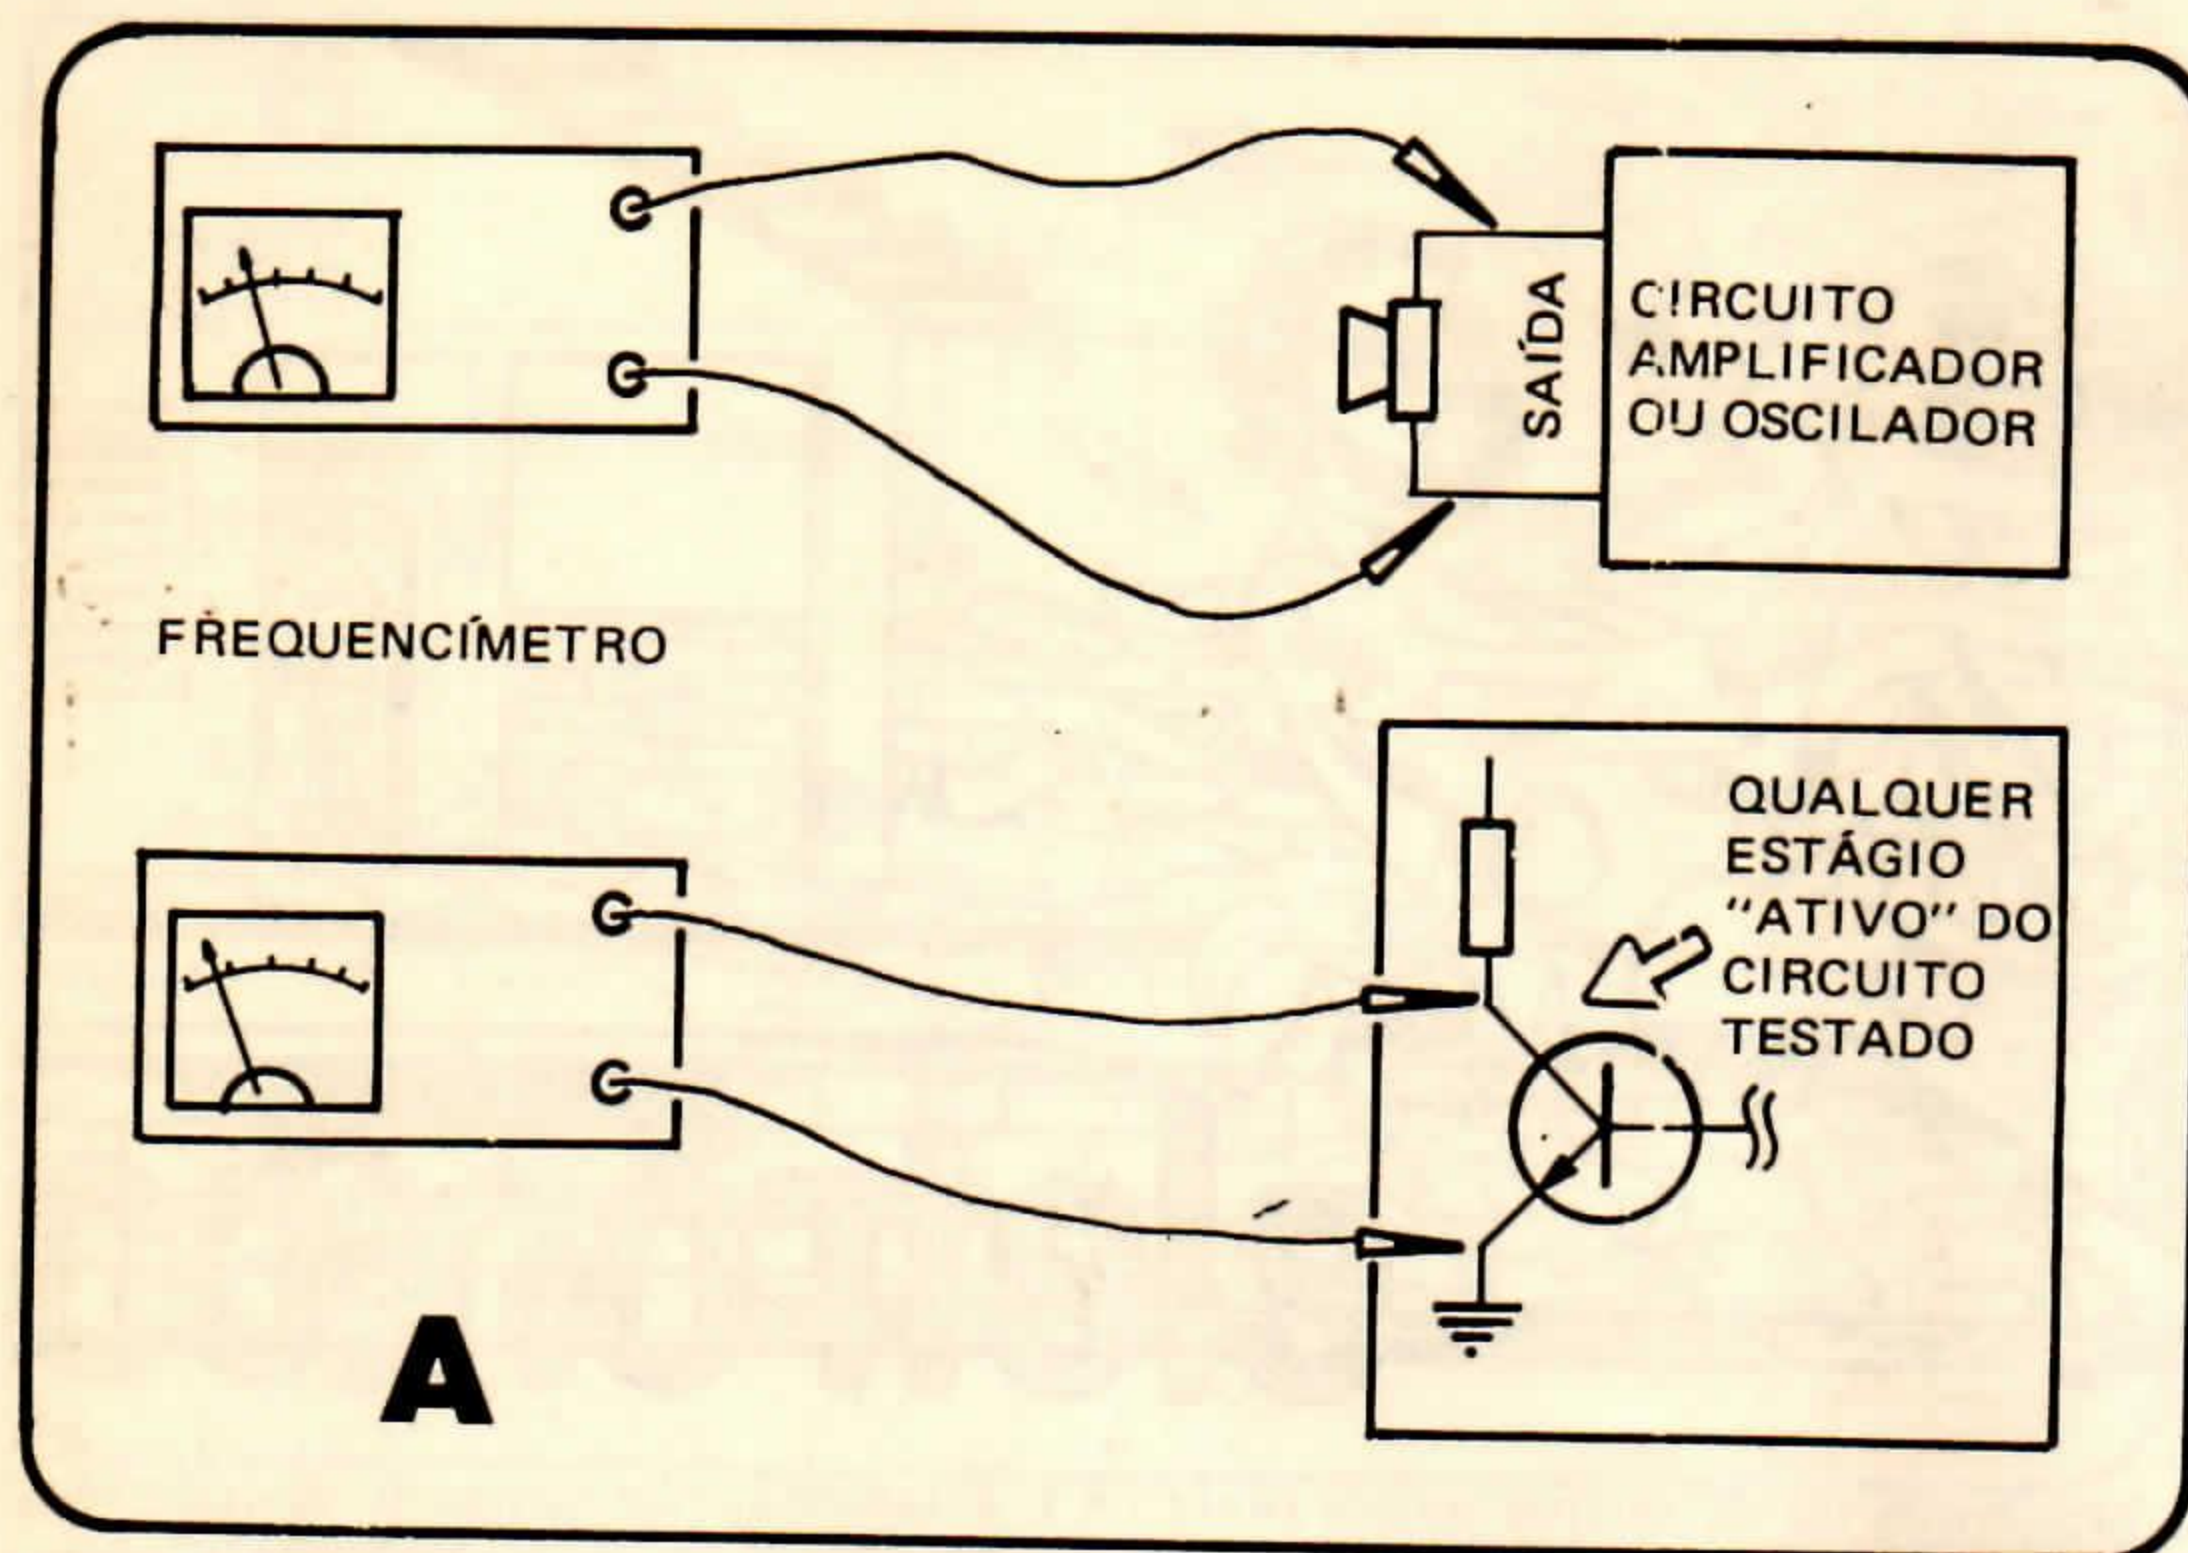 SAÍDA
CIRCUITO
AMPLIFICADOR
OU OSCILADOR
FREQUENCÍMETRO
QUALQUER
ESTÁGIO
"ATIVO" DO
CIRCUITO
TESTADO
A